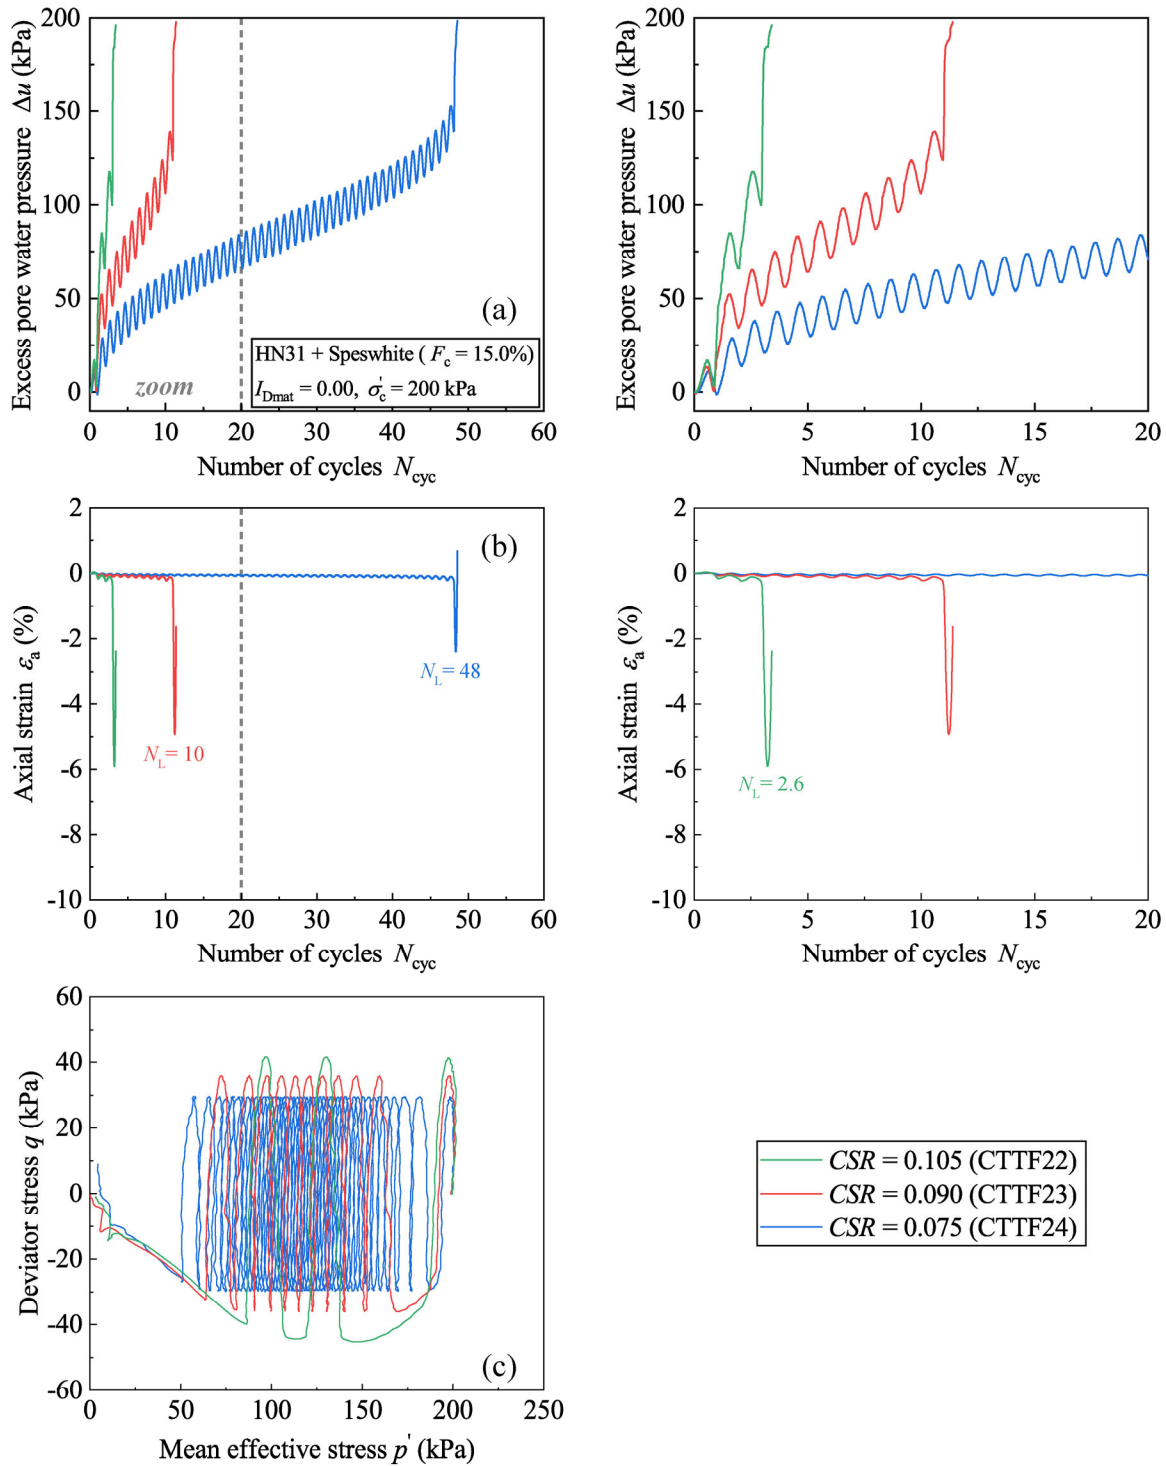 200
150
100
50
0
Excess pore water pressure Δu (kPa)
(a)
HN31 + Speswhite ( Fc = 15.0%)
IDmat = 0.00, σ'c = 200 kPa
zoom
0 10 20 30 40 50 60
Number of cycles Ncyc
200
150
100
50
0
Excess pore water pressure Δu (kPa)
0 5 10 15 20
Number of cycles Ncyc
2
0
-2
-4
-6
-8
-10
Axial strain εa (%)
(b)
NL= 48
NL= 10
0 10 20 30 40 50 60
Number of cycles Ncyc
2
0
-2
-4
-6
-8
-10
Axial strain εa (%)
NL= 2.6
0 5 10 15 20
Number of cycles Ncyc
60
40
20
0
-20
-40
-60
Deviator stress q (kPa)
(c)
0 50 100 150 200 250
Mean effective stress p' (kPa)
CSR = 0.105 (CTTF22)
CSR = 0.090 (CTTF23)
CSR = 0.075 (CTTF24)